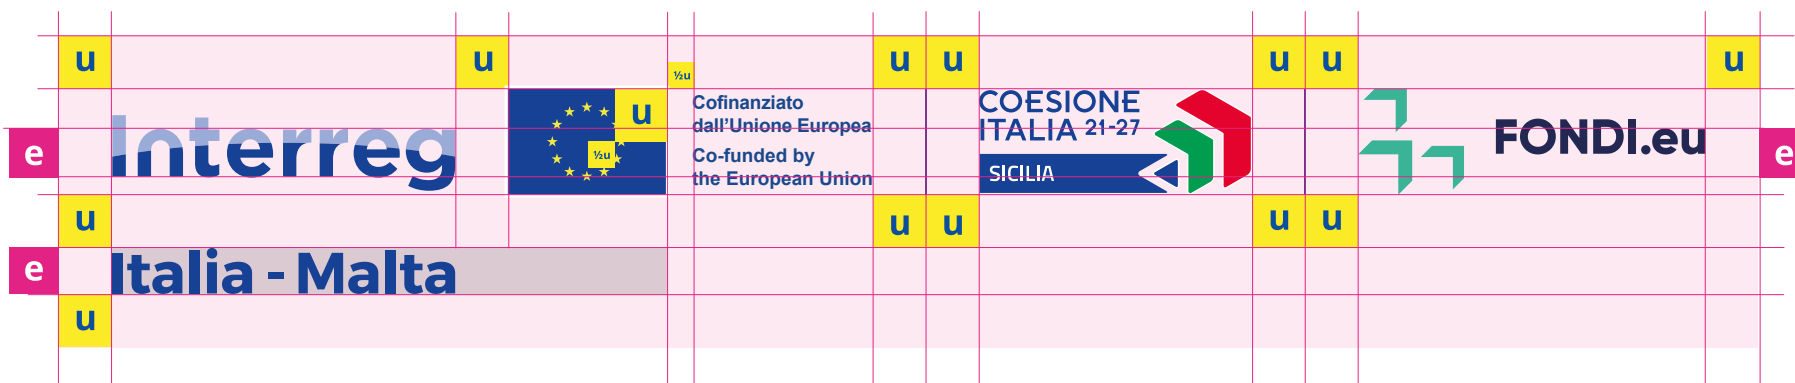 u u u u u u u
½u
Interreg
u
½u
Cofinanziato
dall'Unione Europea
Co-funded by
the European Union
COESIONE
ITALIA 21-27
SICILIA
FONDI.eu
e e
u u u u u
e
Italia - Malta
u